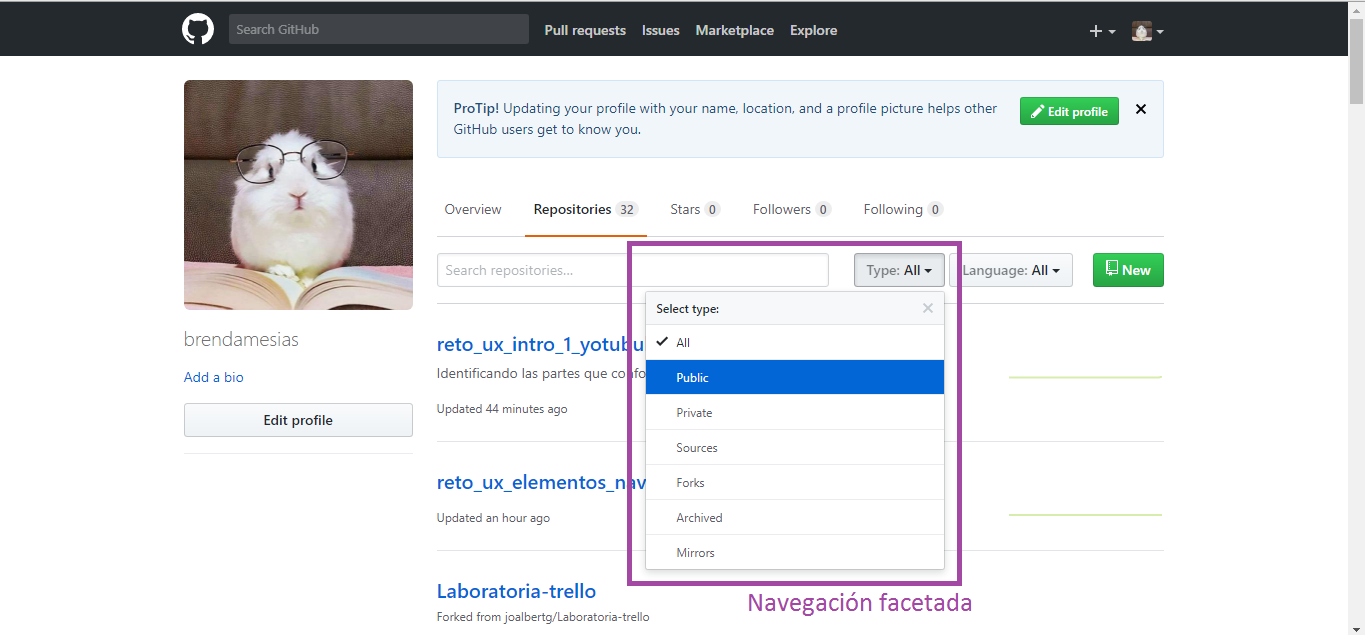 Search GitHub
Pull requests Issues Marketplace Explore
ProTip! Updating your profile with your name, location, and a profile picture helps other
GitHub users get to know you.
Edit profile
Overview Repositories 32 Stars 0 Followers 0 Following 0
Search repositories...
Type: All
Language: All
New
brendamesias
Add a bio
Edit profile
Select type:
All
Public
Private
Sources
Forks
Archived
Mirrors
reto_ux_intro_1_yotubu
Identificando las partes que confo
Updated 44 minutes ago
reto_ux_elementos_nav
Updated an hour ago
Laboratoria-trello
Forked from joalbertg/Laboratoria-trello
Navegación facetada